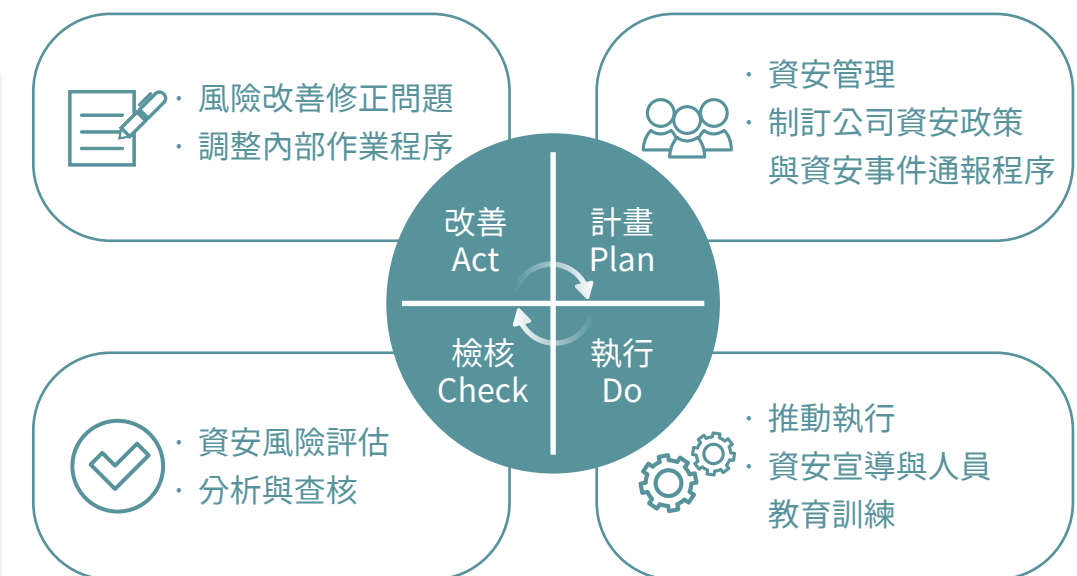 · 風險改善修正問題
· 調整內部作業程序
· 資安管理
· 制訂公司資安政策
與資安事件通報程序
改善
Act
計畫
Plan
檢核
Check
執行
Do
· 資安風險評估
· 分析與查核
· 推動執行
· 資安宣導與人員
教育訓練